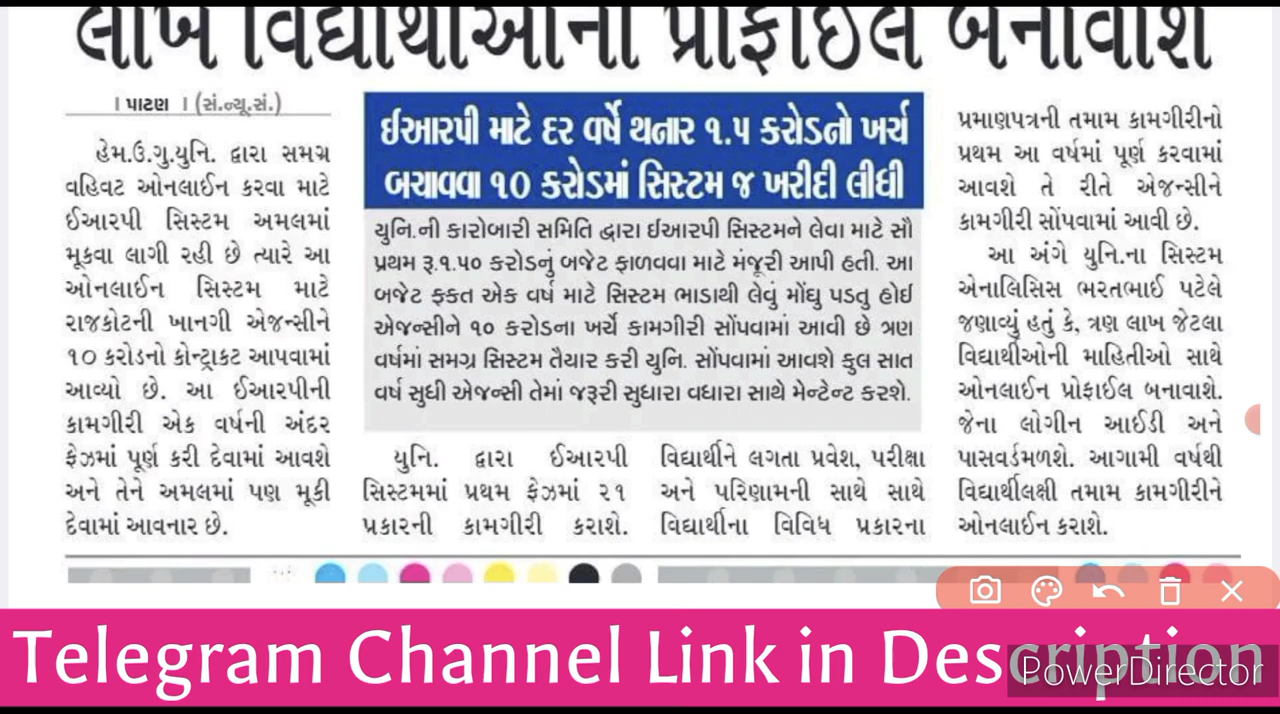 લાખ વિદ્યાર્થીઓની પ્રોફાઈલ બનાવાશે
। પાટણ । (સં.ન્યૂ.સં.)
હેમ.ઉ.ગુ.યુનિ. દ્વારા સમગ્ર
વહિવટ ઓનલાઈન કરવા માટે
ઈઆરપી સિસ્ટમ અમલમાં
મૂકવા લાગી રહી છે ત્યારે આ
ઓનલાઈન સિસ્ટમ માટે
રાજકોટની ખાનગી એજન્સીને
૧૦ કરોડનો કોન્ટ્રાકટ આપવામાં
આવ્યો છે. આ ઈઆરપીની
કામગીરી એક વર્ષની અંદર
ફેઝમાં પૂર્ણ કરી દેવામાં આવશે
અને તેને અમલમાં પણ મૂકી
દેવામાં આવનાર છે.
ઈઆરપી માટે દર વર્ષે થનાર ૧.૫ કરોડનો ખર્ચ
બચાવવા ૧૦ કરોડમાં સિસ્ટમ જ ખરીદી લીધી
યુનિ.ની કારોબારી સમિતિ દ્વારા ઈઆરપી સિસ્ટમને લેવા માટે સૌ
પ્રથમ રૂ.૧.૫૦ કરોડનું બજેટ ફાળવવા માટે મંજૂરી આપી હતી. આ
બજેટ ફકત એક વર્ષ માટે સિસ્ટમ ભાડાથી લેવું મોંઘુ પડતુ હોઈ
એજન્સીને ૧૦ કરોડના ખર્ચે કામગીરી સોંપવામાં આવી છે ત્રણ
વર્ષમાં સમગ્ર સિસ્ટમ તૈયાર કરી યુનિ. સોંપવામાં આવશે કુલ સાત
વર્ષ સુધી એજન્સી તેમાં જરૂરી સુધારા વધારા સાથે મેન્ટેન્ટ કરશે.
યુનિ. દ્વારા ઈઆરપી
સિસ્ટમમાં પ્રથમ ફેઝમાં ૨૧
પ્રકારની કામગીરી કરાશે.
વિદ્યાર્થીને લગતા પ્રવેશ, પરીક્ષા
અને પરિણામની સાથે સાથે
વિદ્યાર્થીના વિવિધ પ્રકારના
પ્રમાણપત્રની તમામ કામગીરીનો
પ્રથમ આ વર્ષમાં પૂર્ણ કરવામાં
આવશે તે રીતે એજન્સીને
કામગીરી સોંપવામાં આવી છે.
આ અંગે યુનિ.ના સિસ્ટમ
એનાલિસિસ ભરતભાઈ પટેલે
જણાવ્યું હતું કે, ત્રણ લાખ જેટલા
વિદ્યાર્થીઓની માહિતીઓ સાથે
ઓનલાઈન પ્રોફાઈલ બનાવાશે.
જેના લોગીન આઈડી અને
પાસવર્ડમળશે. આગામી વર્ષથી
વિદ્યાર્થીલક્ષી તમામ કામગીરીને
ઓનલાઈન કરાશે.
Telegram Channel Link in Description
PowerDirector